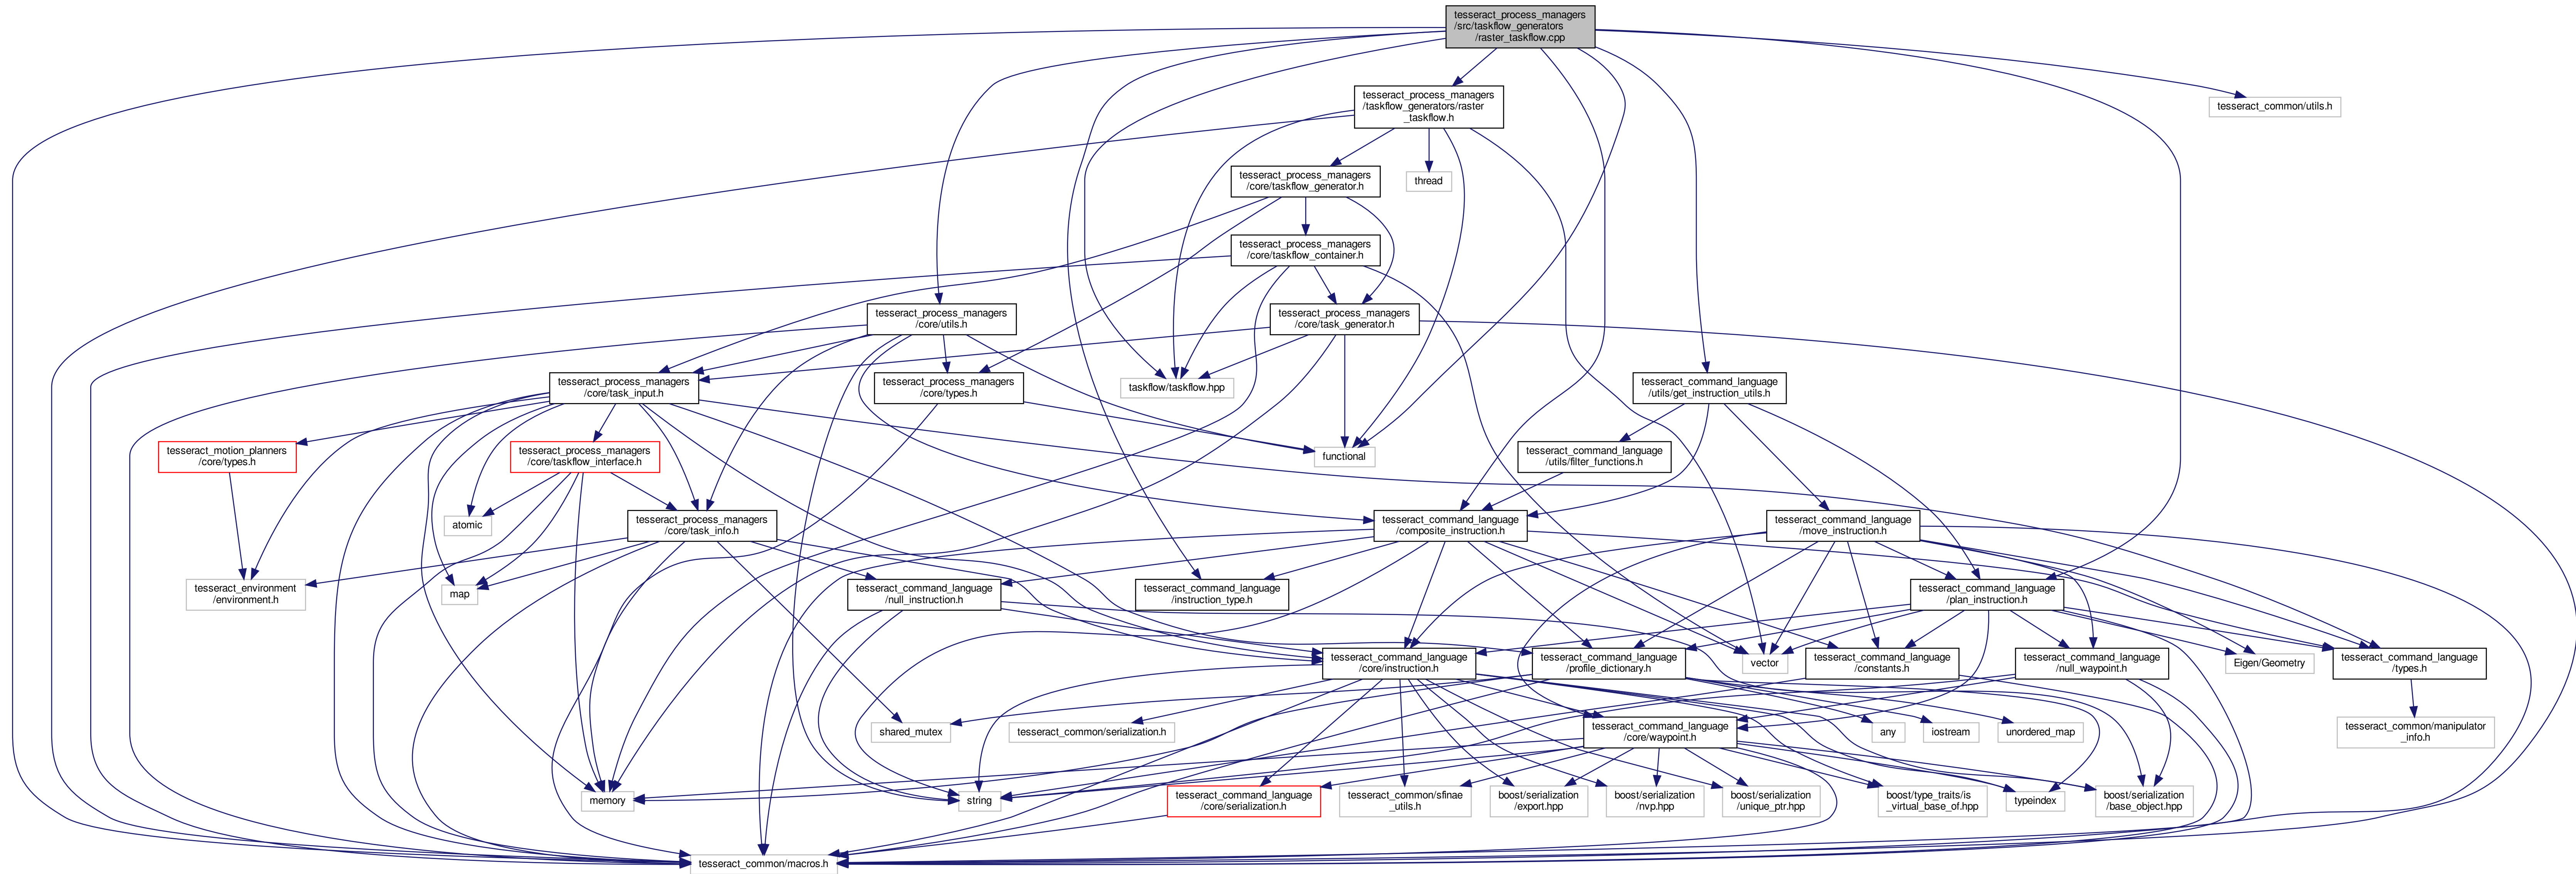 tesseract_process_managers
/src/taskflow_generators
/raster_taskflow.cpp
tesseract_process_managers
/taskflow_generators/raster
_taskflow.h
tesseract_common/utils.h
tesseract_process_managers
/core/taskflow_generator.h
thread
tesseract_process_managers
/core/taskflow_container.h
tesseract_process_managers
/core/utils.h
tesseract_process_managers
/core/task_generator.h
tesseract_process_managers
/core/task_input.h
tesseract_process_managers
/core/types.h
taskflow/taskflow.hpp
tesseract_command_language
/utils/get_instruction_utils.h
tesseract_motion_planners
/core/types.h
tesseract_process_managers
/core/taskflow_interface.h
functional
tesseract_command_language
/utils/filter_functions.h
atomic
tesseract_process_managers
/core/task_info.h
tesseract_command_language
/composite_instruction.h
tesseract_command_language
/move_instruction.h
tesseract_environment
/environment.h
map
tesseract_command_language
/null_instruction.h
tesseract_command_language
/instruction_type.h
tesseract_command_language
/plan_instruction.h
tesseract_command_language
/core/instruction.h
tesseract_command_language
/profile_dictionary.h
vector
tesseract_command_language
/constants.h
tesseract_command_language
/null_waypoint.h
Eigen/Geometry
tesseract_command_language
/types.h
shared_mutex
tesseract_common/serialization.h
tesseract_command_language
/core/waypoint.h
any
iostream
unordered_map
tesseract_common/manipulator
_info.h
memory
string
tesseract_command_language
/core/serialization.h
tesseract_common/sfinae
_utils.h
boost/serialization
/export.hpp
boost/serialization
/nvp.hpp
boost/serialization
/unique_ptr.hpp
boost/type_traits/is
_virtual_base_of.hpp
typeindex
boost/serialization
/base_object.hpp
tesseract_common/macros.h